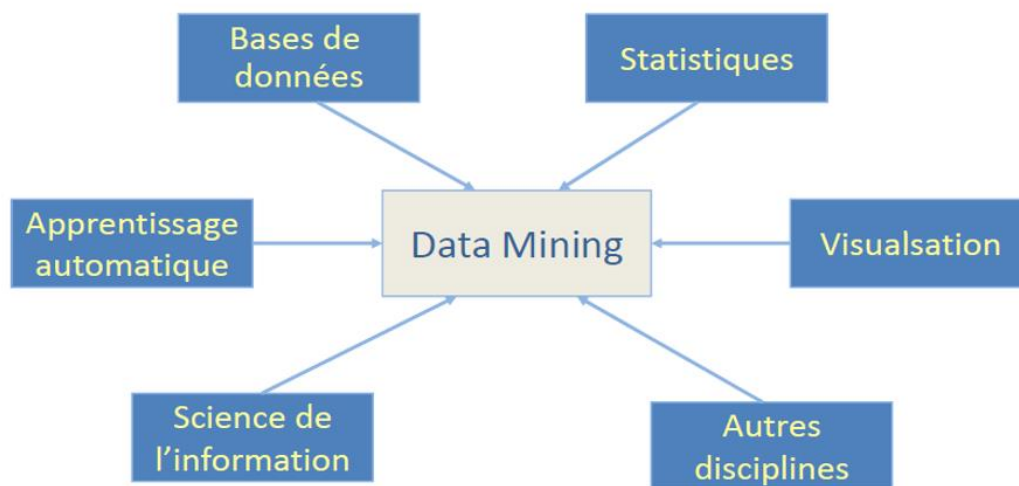 Bases de
données
Statistiques
Apprentissage
automatique
Data Mining
Visualsation
Science de
l’information
Autres
disciplines